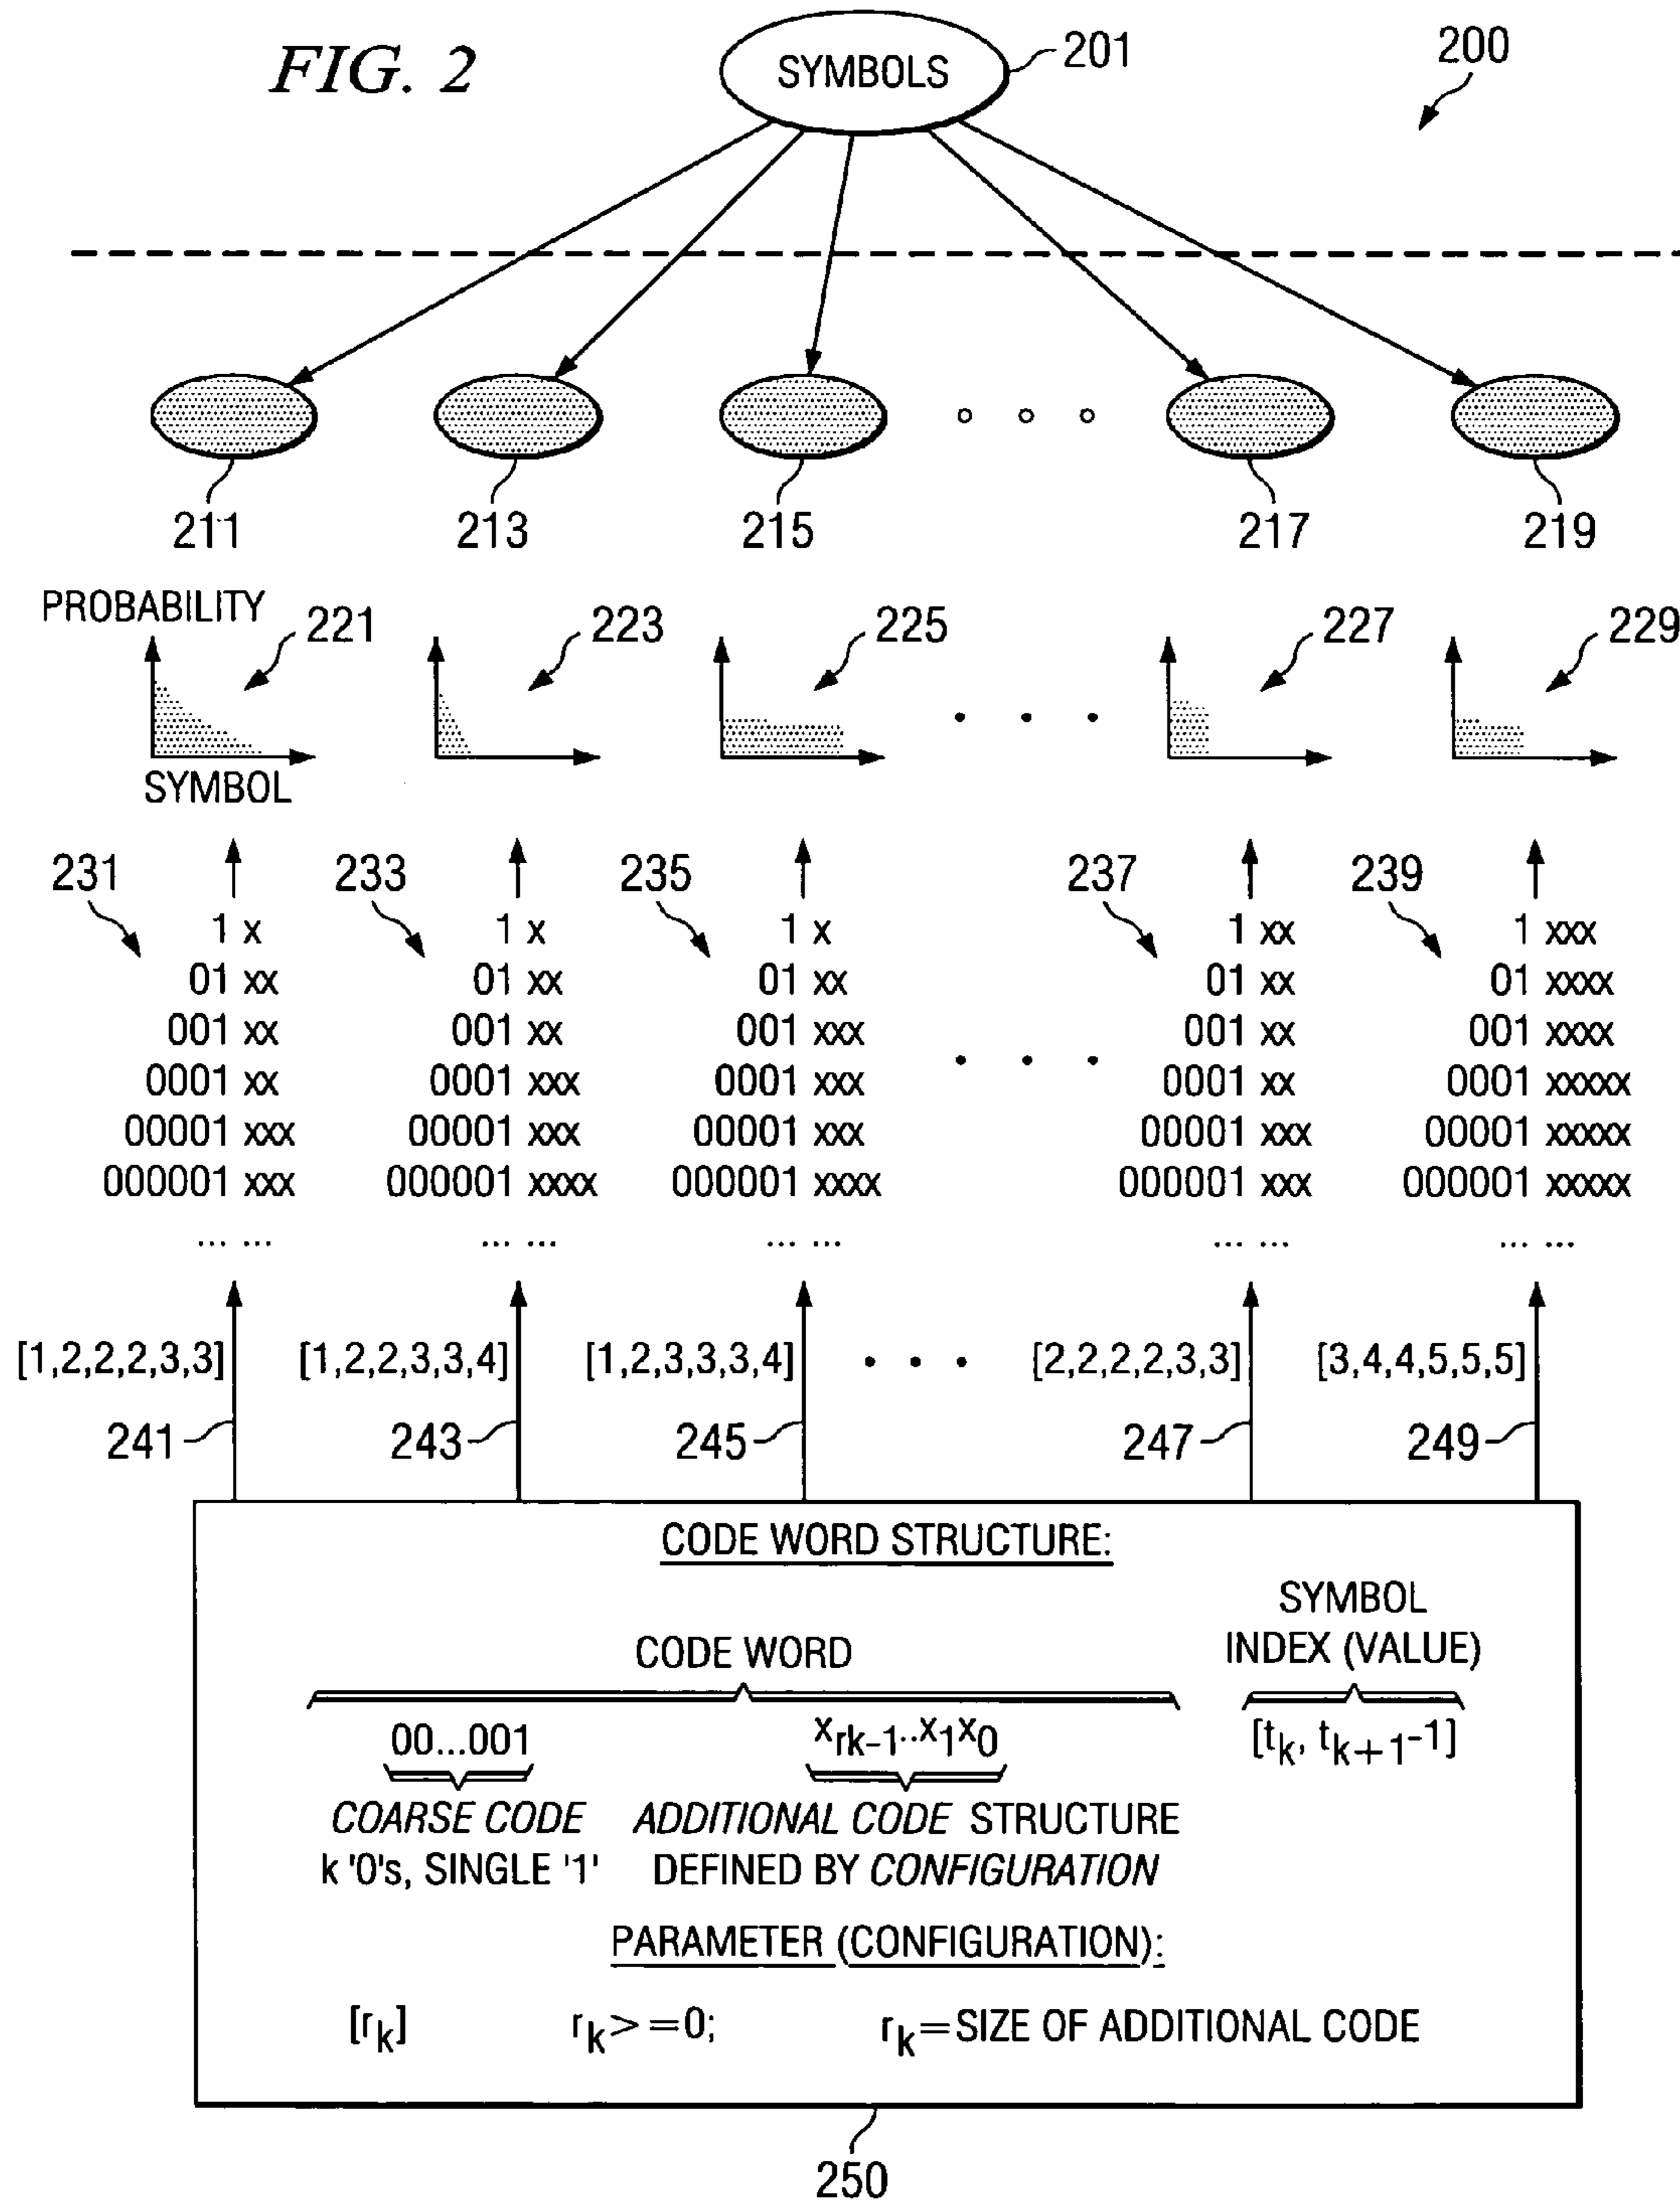 FIG. 2
SYMBOLS
201
200
211 213 215 217 219
PROBABILITY
221 223 225 227 229
SYMBOL
231 233 235 237 239
1 x 1 x 1 x 1 xx 1 xxx
01 xx 01 xx 01 xx 01 xx 01 xxxx
001 xx 001 xx 001 xxx 001 xx 001 xxxx
0001 xx 0001 xxx 0001 xxx 0001 xx 0001 xxxxx
00001 xxx 00001 xxx 00001 xxx 00001 xxx 00001 xxxxx
000001 xxx 000001 xxxx 000001 xxxx 000001 xxx 000001 xxxxx
... ... ... ... ... ... ... ... ... ...
[1,2,2,2,3,3] [1,2,2,3,3,4] [1,2,3,3,3,4] • • • [2,2,2,2,3,3] [3,4,4,5,5,5]
241 243 245 247 249
CODE WORD STRUCTURE:
SYMBOL
CODE WORD INDEX (VALUE)
00...001 x_rk-1..x_1x_0 [t_k, t_k+1-1]
COARSE CODE ADDITIONAL CODE STRUCTURE
k '0's, SINGLE '1' DEFINED BY CONFIGURATION
PARAMETER (CONFIGURATION):
[r_k] r_k>=0; r_k=SIZE OF ADDITIONAL CODE
250